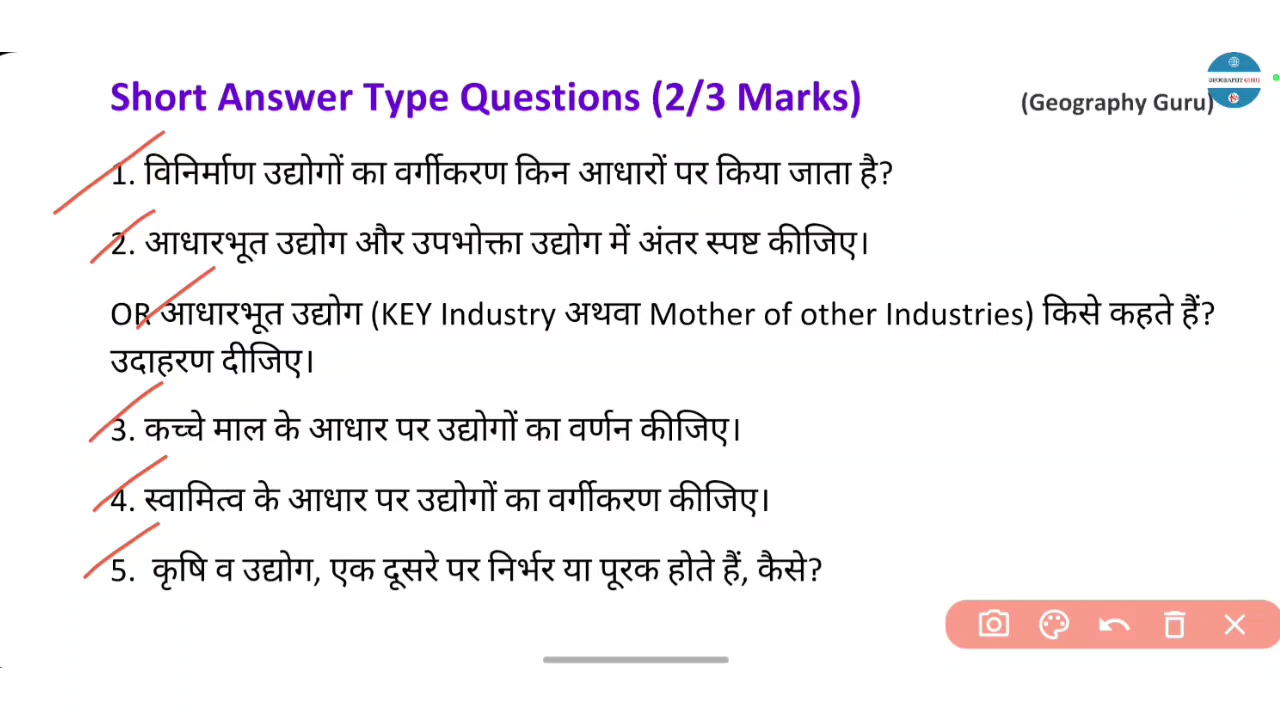 Short Answer Type Questions (2/3 Marks)
(Geography Guru)
GEOGRAPHY GURU
1. विनिर्माण उद्योगों का वर्गीकरण किन आधारों पर किया जाता है?
2. आधारभूत उद्योग और उपभोक्ता उद्योग में अंतर स्पष्ट कीजिए।
OR आधारभूत उद्योग (KEY Industry अथवा Mother of other Industries) किसे कहते हैं?
उदाहरण दीजिए।
3. कच्चे माल के आधार पर उद्योगों का वर्णन कीजिए।
4. स्वामित्व के आधार पर उद्योगों का वर्गीकरण कीजिए।
5. कृषि व उद्योग, एक दूसरे पर निर्भर या पूरक होते हैं, कैसे?